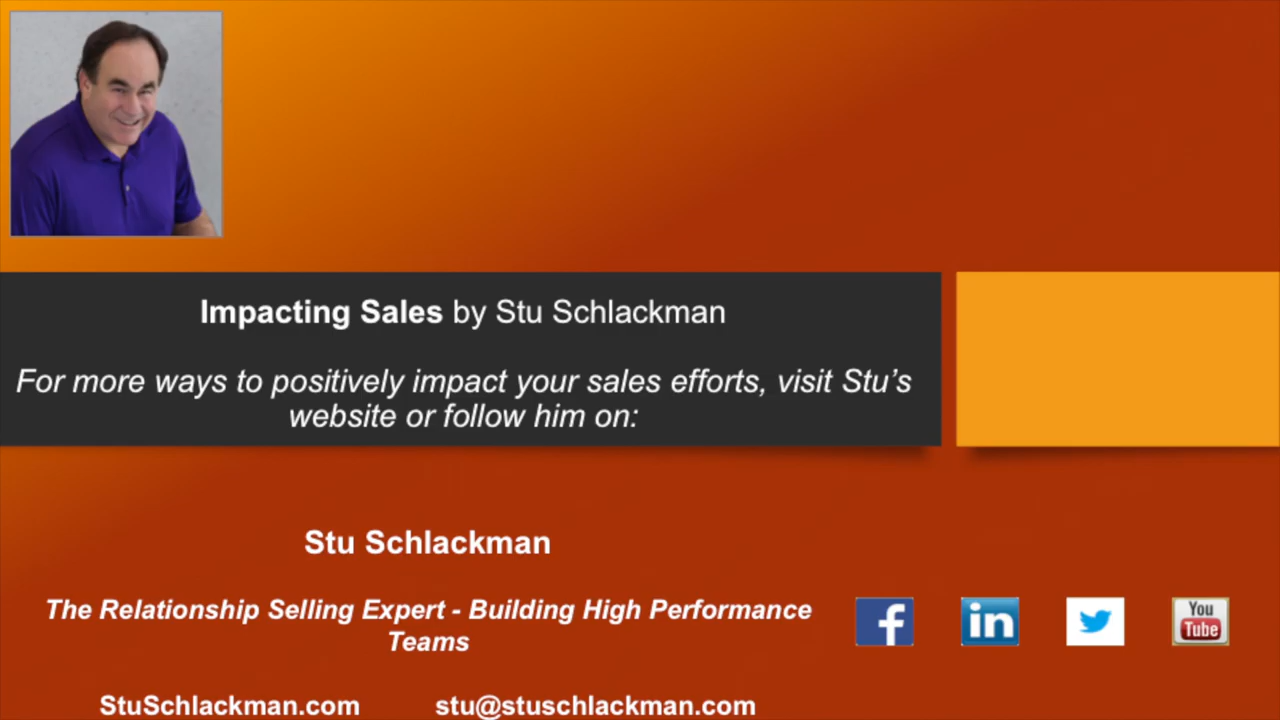 Impacting Sales by Stu Schlackman
For more ways to positively impact your sales efforts, visit Stu’s
website or follow him on:
Stu Schlackman
The Relationship Selling Expert - Building High Performance
Teams
f
in
You
Tube
StuSchlackman.com stu@stuschlackman.com